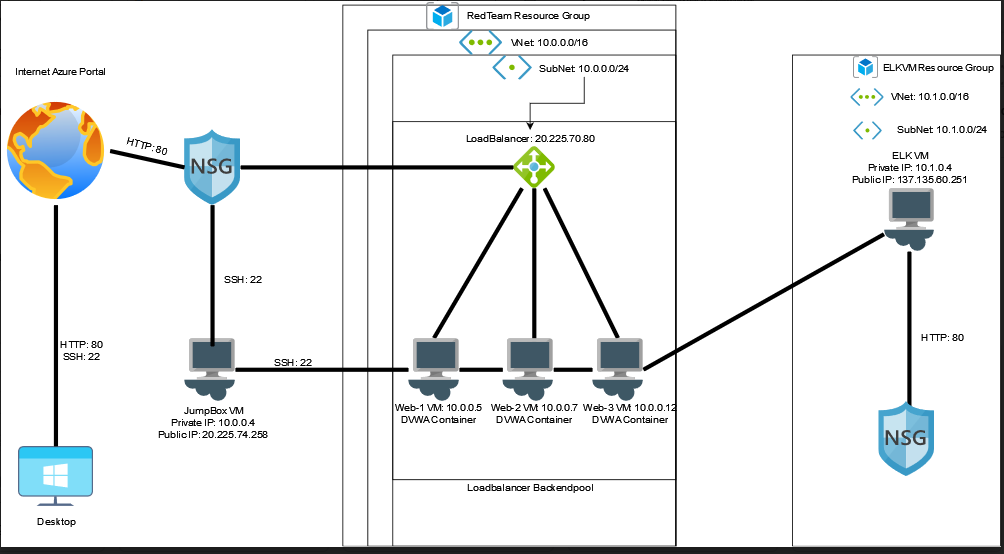 RedTeam Resource Group
VNet: 10.0.0.0/16
SubNet: 10.0.0.0/24
Internet Azure Portal
HTTP: 80
NSG
LoadBalancer: 20.225.70.80
ELKVM Resource Group
VNet: 10.1.0.0/16
SubNet: 10.1.0.0/24
ELK VM
Private IP: 10.1.0.4
Public IP: 137.135.60.251
SSH: 22
HTTP: 80
SSH: 22
SSH: 22
HTTP: 80
JumpBox VM
Private IP: 10.0.0.4
Public IP: 20.225.74.258
Web-1 VM: 10.0.0.5
DVWA Container
Web-2 VM: 10.0.0.7
DVWA Container
Web-3 VM: 10.0.0.12
DVWA Container
NSG
Loadbalancer Backendpool
Desktop